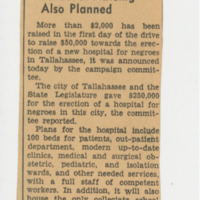 Also Planned
More than $2,000 has been
raised in the first day of the drive
to raise $50,000 towards the erec-
tion of a new hospital for negroes
in Tallahassee, it was announced
today by the campaign commit-
tee.
The city of Tallahassee and the
State Legislature gave $250,000
for the erection of a hospital for
negroes in this city, the commit-
tee reported.
Plans for the hospital include
100 beds for patients, out-patient
department, modern up-to-date
clinics, medical and surgical ob-
stetic, pediatric, and isolation
wards, and other needed services,
with a full staff of competent
workers. In addition, it will also
house the only